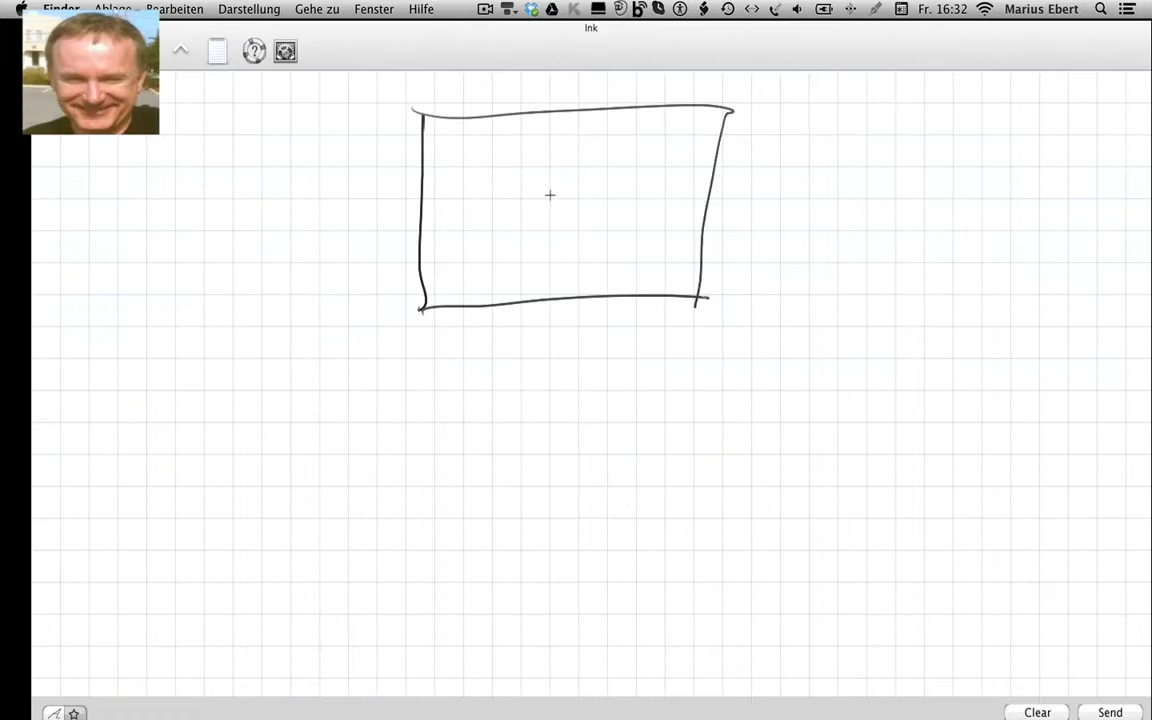 Finder Ablage Bearbeiten Darstellung Gehe zu Fenster Hilfe Fr. 16:32 Marius Ebert
Ink
Clear Send